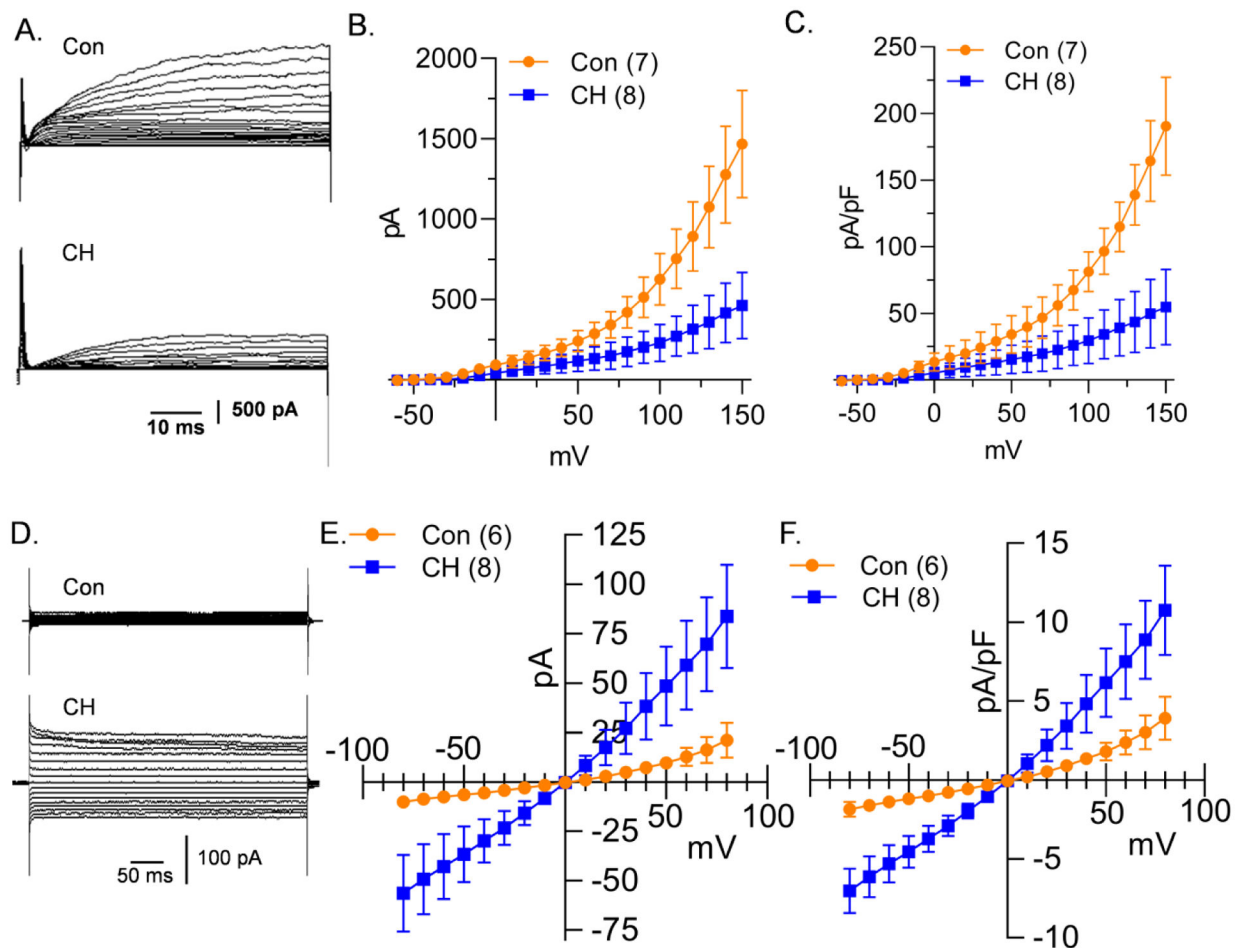 A.
Con
CH
10 ms
500 pA
B.
Con (7)
CH (8)
2000
1500
1000
500
pA
-50
50
100
150
mV
C.
Con (7)
CH (8)
250
200
150
100
50
pA/pF
-50
0
50
100
150
mV
D.
Con
CH
50 ms
100 pA
E.
Con (6)
CH (8)
125
100
75
50
25
-25
-50
-75
pA
-100
-50
50
100
mV
F.
Con (6)
CH (8)
15
10
5
-5
-10
pA/pF
-100
-50
50
100
mV